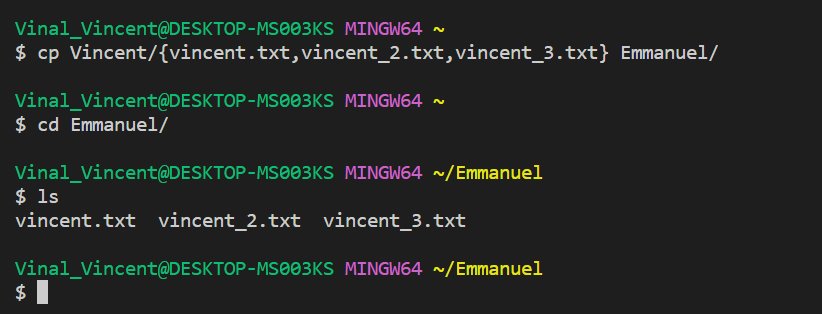 Vinal_Vincent@DESKTOP-MS003KS MINGW64 ~
$ cp Vincent/{vincent.txt,vincent_2.txt,vincent_3.txt} Emmanuel/
Vinal_Vincent@DESKTOP-MS003KS MINGW64 ~
$ cd Emmanuel/
Vinal_Vincent@DESKTOP-MS003KS MINGW64 ~/Emmanuel
$ ls
vincent.txt  vincent_2.txt  vincent_3.txt
Vinal_Vincent@DESKTOP-MS003KS MINGW64 ~/Emmanuel
$